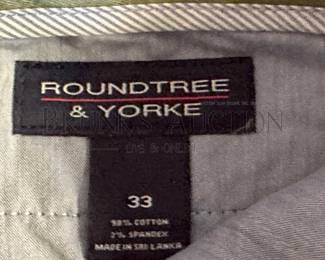 ROUNDTREE
& YORKE
33
98% COTTON
2% SPANDEX
MADE IN SRI LANKA